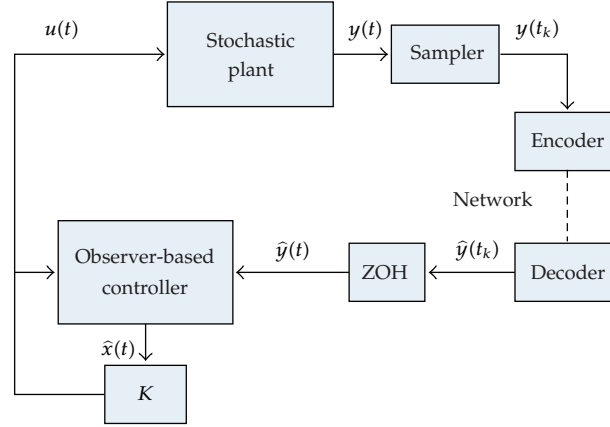 u(t)
Stochastic
plant
y(t)
Sampler
y(t_k)
Encoder
Network
Observer-based
controller
ŷ(t)
ZOH
ŷ(t_k)
Decoder
x̂(t)
K